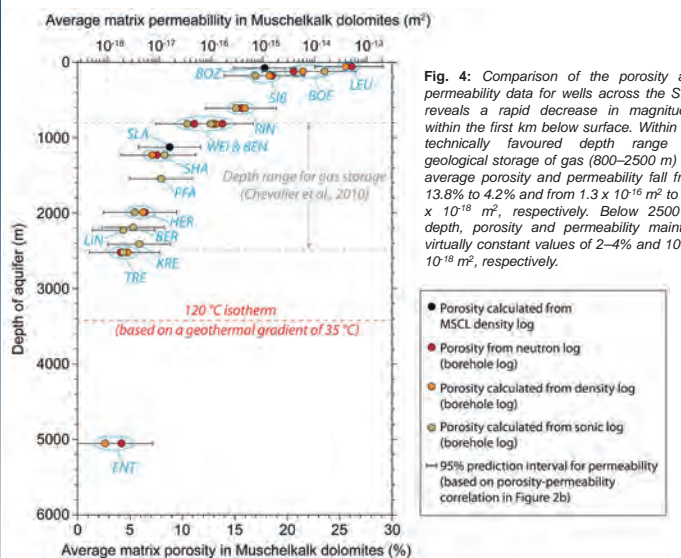 Average matrix permeabillity in Muschelkalk dolomites (m²)
10⁻¹⁸ 10⁻¹⁷ 10⁻¹⁶ 10⁻¹⁵ 10⁻¹⁴ 10⁻¹³
0
BOZ
SIB
BOE
LEU
RIN
1000
SLA
WEI & BEN
SHA
Depth range for gas storage
(Chevalier et al., 2010)
PFA
2000
HER
LIN
BER
KRE
TRE
3000
120 °C isotherm
(based on a geothermal gradient of 35 °C)
4000
5000
ENT
6000
Depth of aquifer (m)
0 5 10 15 20 25 30
Average matrix porosity in Muschelkalk dolomites (%)
Fig. 4: Comparison of the porosity a
permeability data for wells across the S
reveals a rapid decrease in magnitud
within the first km below surface. Within
technically favoured depth range
geological storage of gas (800–2500 m)
average porosity and permeability fall fr
13.8% to 4.2% and from 1.3 x 10⁻¹⁶ m² to
x 10⁻¹⁸ m², respectively. Below 2500
depth, porosity and permeability maint
virtually constant values of 2–4% and 10
10⁻¹⁸ m², respectively.
Porosity calculated from
MSCL density log
Porosity from neutron log
(borehole log)
Porosity calculated from density log
(borehole log)
Porosity calculated from sonic log
(borehole log)
95% prediction interval for permeability
(based on porosity-permeability
correlation in Figure 2b)